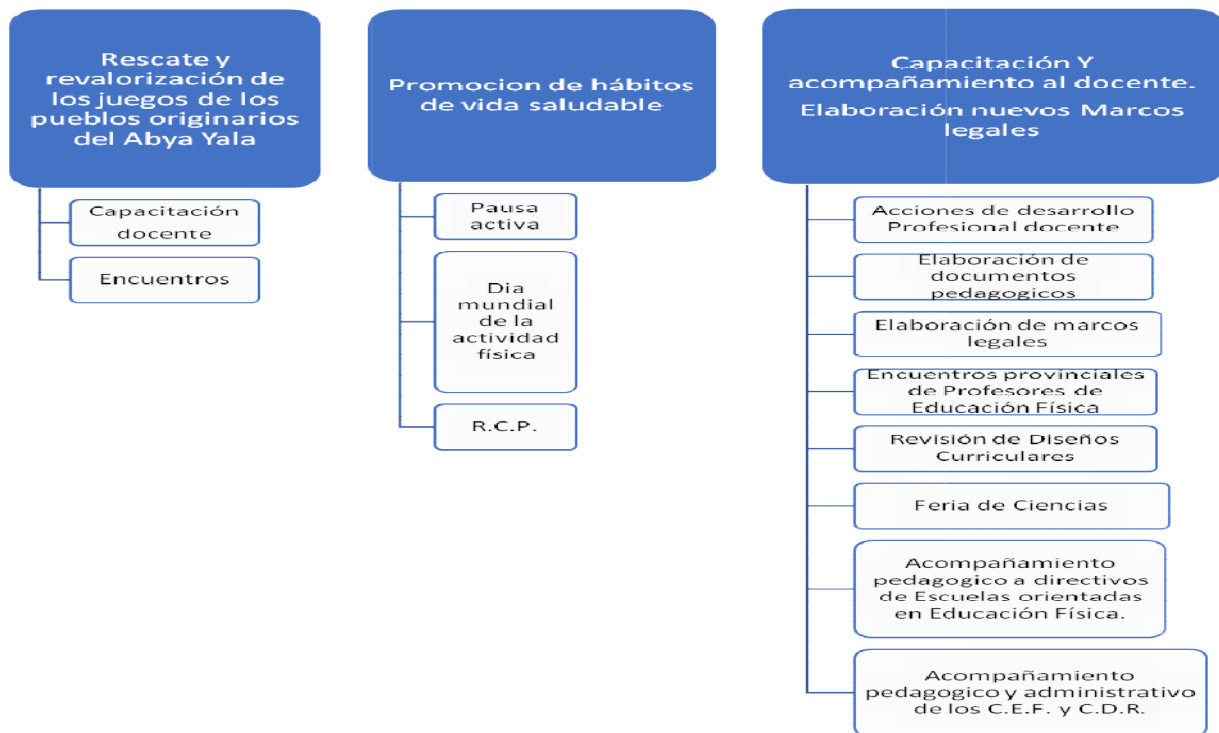 Rescate y
revalorización de
los juegos de los
pueblos originarios
del Abya Yala
Capacitación
docente
Encuentros
Promocion de hábitos
de vida saludable
Pausa
activa
Dia
mundial
de la
actividad
física
R.C.P.
Capacitación Y
acompañamiento al docente.
Elaboración nuevos Marcos
legales
Acciones de desarrollo
Profesional docente
Elaboración de
documentos
pedagogicos
Elaboración de marcos
legales
Encuentros provinciales
de Profesores de
Educación Física
Revisión de Diseños
Curriculares
Feria de Ciencias
Acompañamiento
pedagogico a directivos
de Escuelas orientadas
en Educación Física.
Acompañamiento
pedagogico y administrativo
de los C.E.F. y C.D.R.